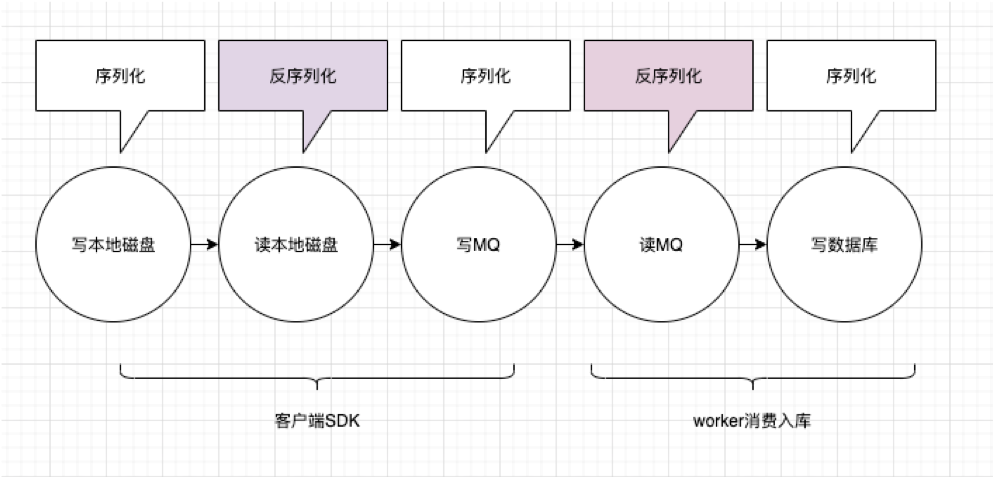 序列化
反序列化
序列化
反序列化
序列化
写本地磁盘
读本地磁盘
写MQ
读MQ
写数据库
客户端SDK
worker消费入库